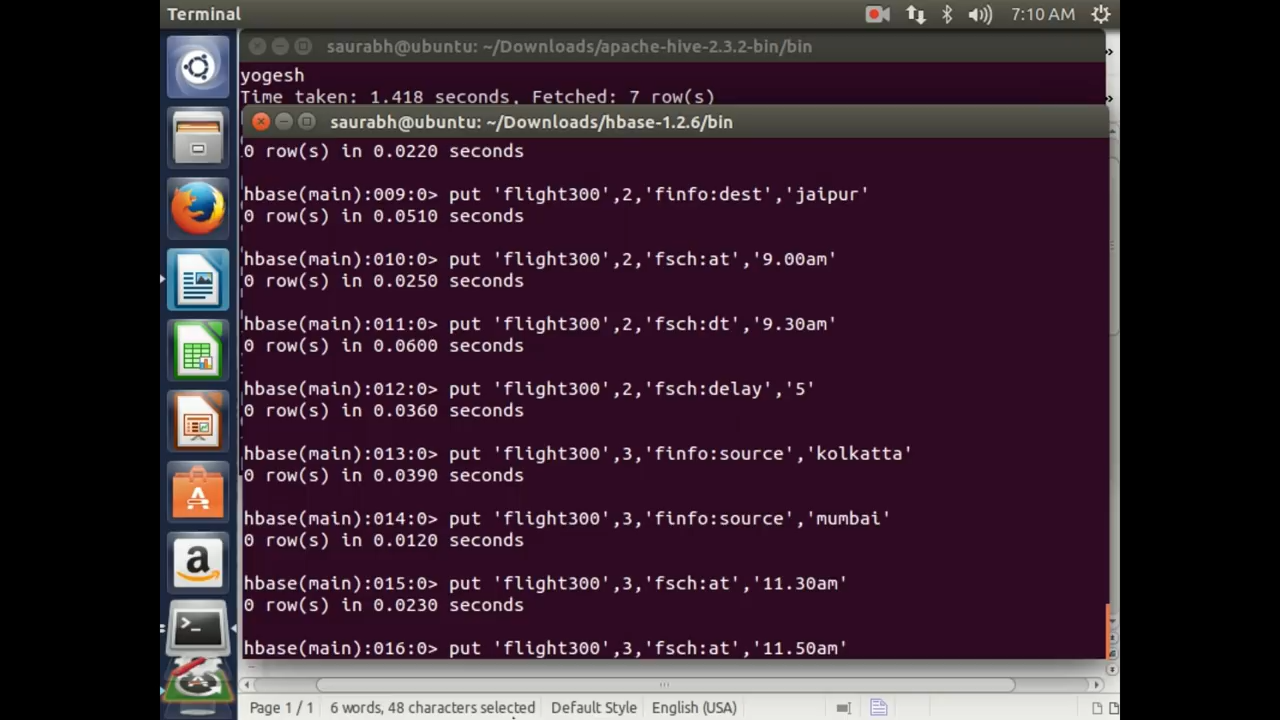 Terminal
7:10 AM
saurabh@ubuntu: ~/Downloads/apache-hive-2.3.2-bin/bin
yogesh
Time taken: 1.418 seconds, Fetched: 7 row(s)
saurabh@ubuntu: ~/Downloads/hbase-1.2.6/bin
0 row(s) in 0.0220 seconds
hbase(main):009:0> put 'flight300',2,'finfo:dest','jaipur'
0 row(s) in 0.0510 seconds
hbase(main):010:0> put 'flight300',2,'fsch:at','9.00am'
0 row(s) in 0.0250 seconds
hbase(main):011:0> put 'flight300',2,'fsch:dt','9.30am'
0 row(s) in 0.0600 seconds
hbase(main):012:0> put 'flight300',2,'fsch:delay','5'
0 row(s) in 0.0360 seconds
hbase(main):013:0> put 'flight300',3,'finfo:source','kolkatta'
0 row(s) in 0.0390 seconds
hbase(main):014:0> put 'flight300',3,'finfo:source','mumbai'
0 row(s) in 0.0120 seconds
hbase(main):015:0> put 'flight300',3,'fsch:at','11.30am'
0 row(s) in 0.0230 seconds
hbase(main):016:0> put 'flight300',3,'fsch:at','11.50am'
Page 1 / 1 6 words, 48 characters selected Default Style English (USA)